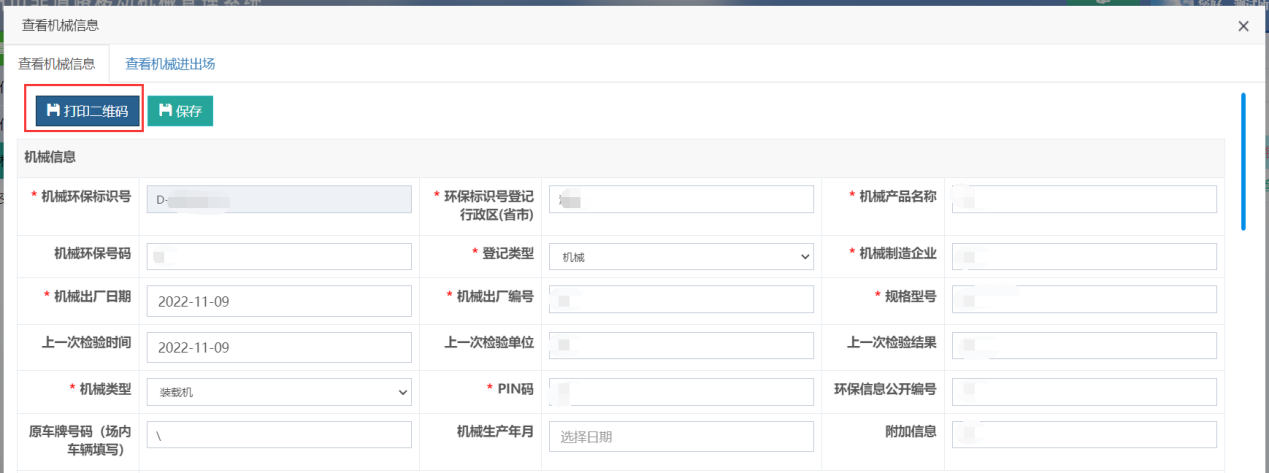 查看机械信息
×
查看机械信息 查看机械进出场
打印二维码 保存
机械信息
* 机械环保标识号 D- * 环保标识号登记行政区(省市) * 机械产品名称
机械环保号码 * 登记类型 机械 * 机械制造企业
* 机械出厂日期 2022-11-09 * 机械出厂编号 * 规格型号
上一次检验时间 2022-11-09 上一次检验单位 上一次检验结果
* 机械类型 装载机 * PIN码 环保信息公开编号
原车牌号码（场内车辆填写） \ 机械生产年月 选择日期 附加信息